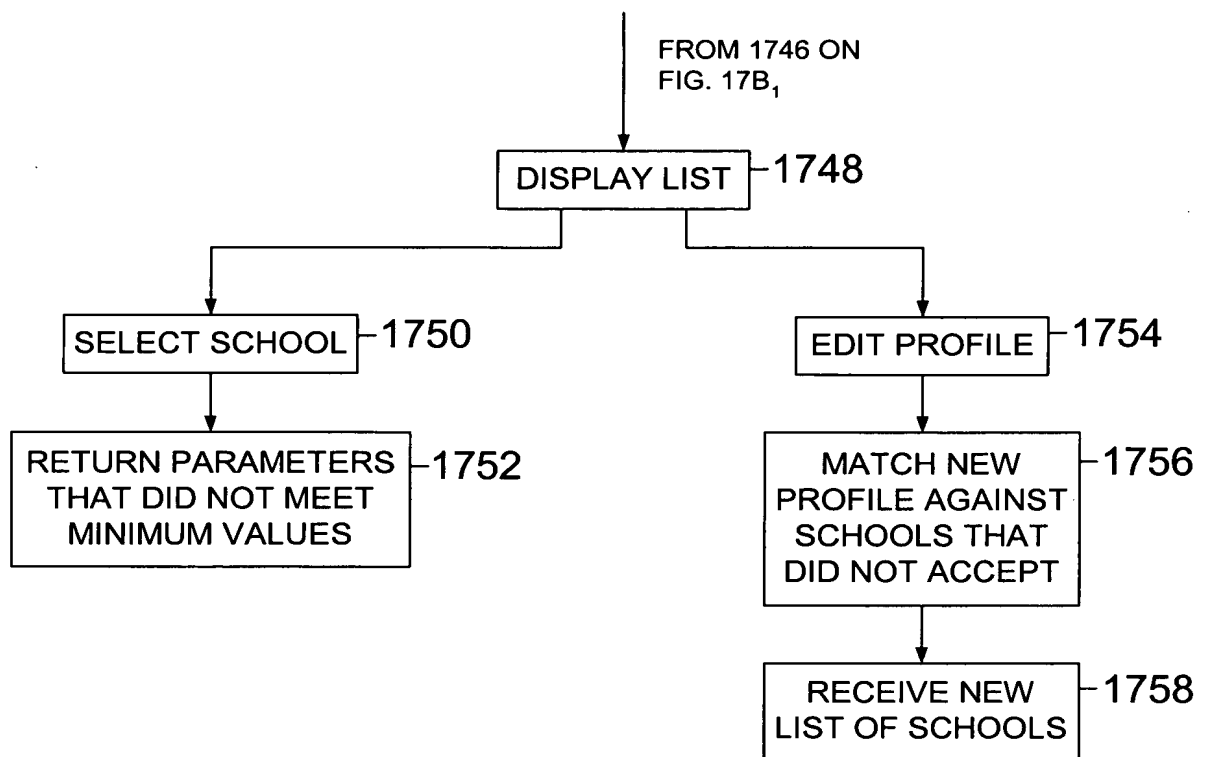 FROM 1746 ON
FIG. 17B₁
DISPLAY LIST
1748
SELECT SCHOOL
1750
EDIT PROFILE
1754
RETURN PARAMETERS
THAT DID NOT MEET
MINIMUM VALUES
1752
MATCH NEW
PROFILE AGAINST
SCHOOLS THAT
DID NOT ACCEPT
1756
RECEIVE NEW
LIST OF SCHOOLS
1758